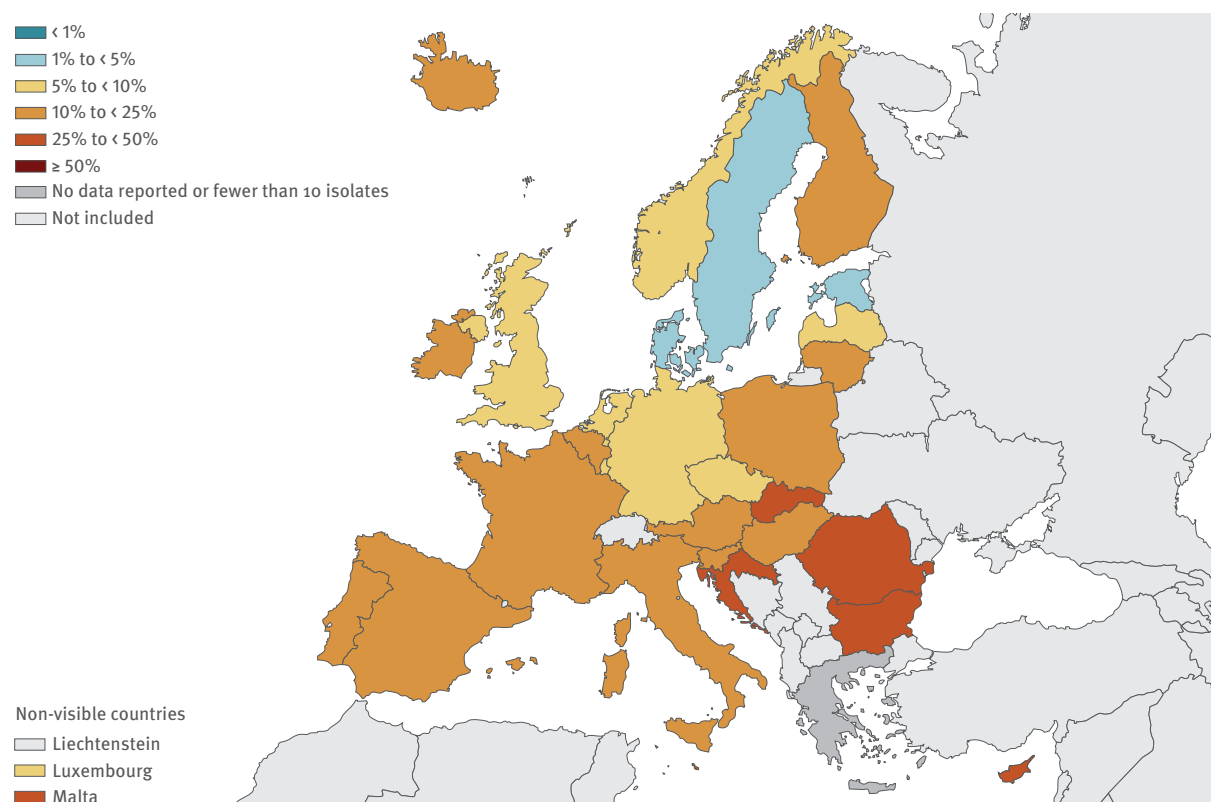 < 1%
1% to < 5%
5% to < 10%
10% to < 25%
25% to < 50%
≥ 50%
No data reported or fewer than 10 isolates
Not included
Non-visible countries
Liechtenstein
Luxembourg
Malta